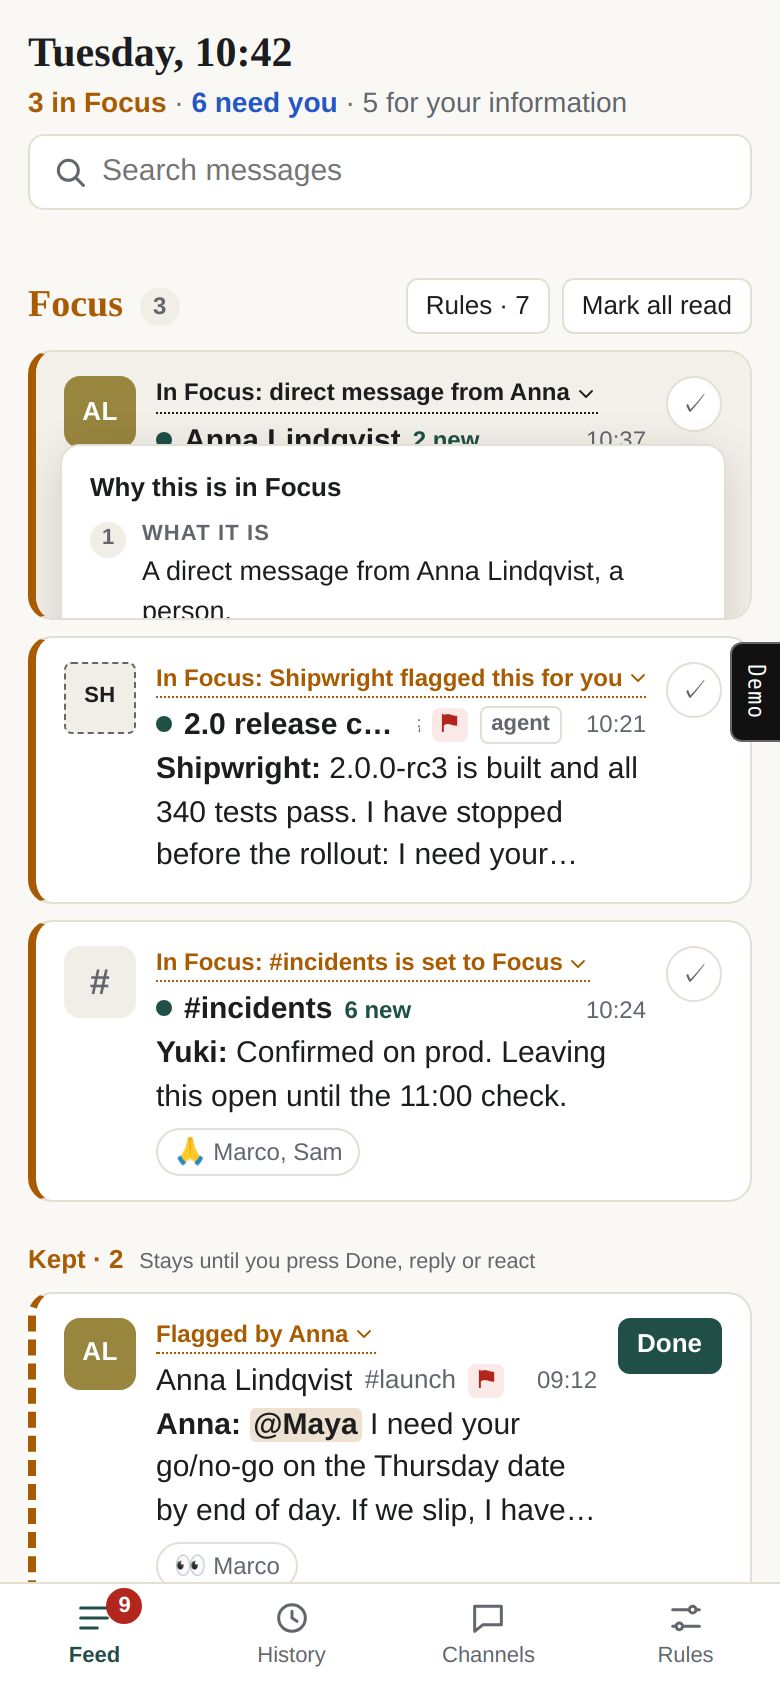 Tuesday, 10:42
3 in Focus · 6 need you · 5 for your information
Search messages
Focus 3 Rules · 7 Mark all read
AL In Focus: direct message from Anna ✓
Anna Lindqvist 2 new 10:37
Why this is in Focus
1 WHAT IT IS
A direct message from Anna Lindqvist, a
person.
Demo
SH In Focus: Shipwright flagged this for you ✓
2.0 release c… agent 10:21
Shipwright: 2.0.0-rc3 is built and all
340 tests pass. I have stopped
before the rollout: I need your…
# In Focus: #incidents is set to Focus ✓
#incidents 6 new 10:24
Yuki: Confirmed on prod. Leaving
this open until the 11:00 check.
🙏 Marco, Sam
Kept · 2 Stays until you press Done, reply or react
AL Flagged by Anna Done
Anna Lindqvist #launch 09:12
Anna: @Maya I need your
go/no-go on the Thursday date
by end of day. If we slip, I have…
👀 Marco
9
Feed History Channels Rules